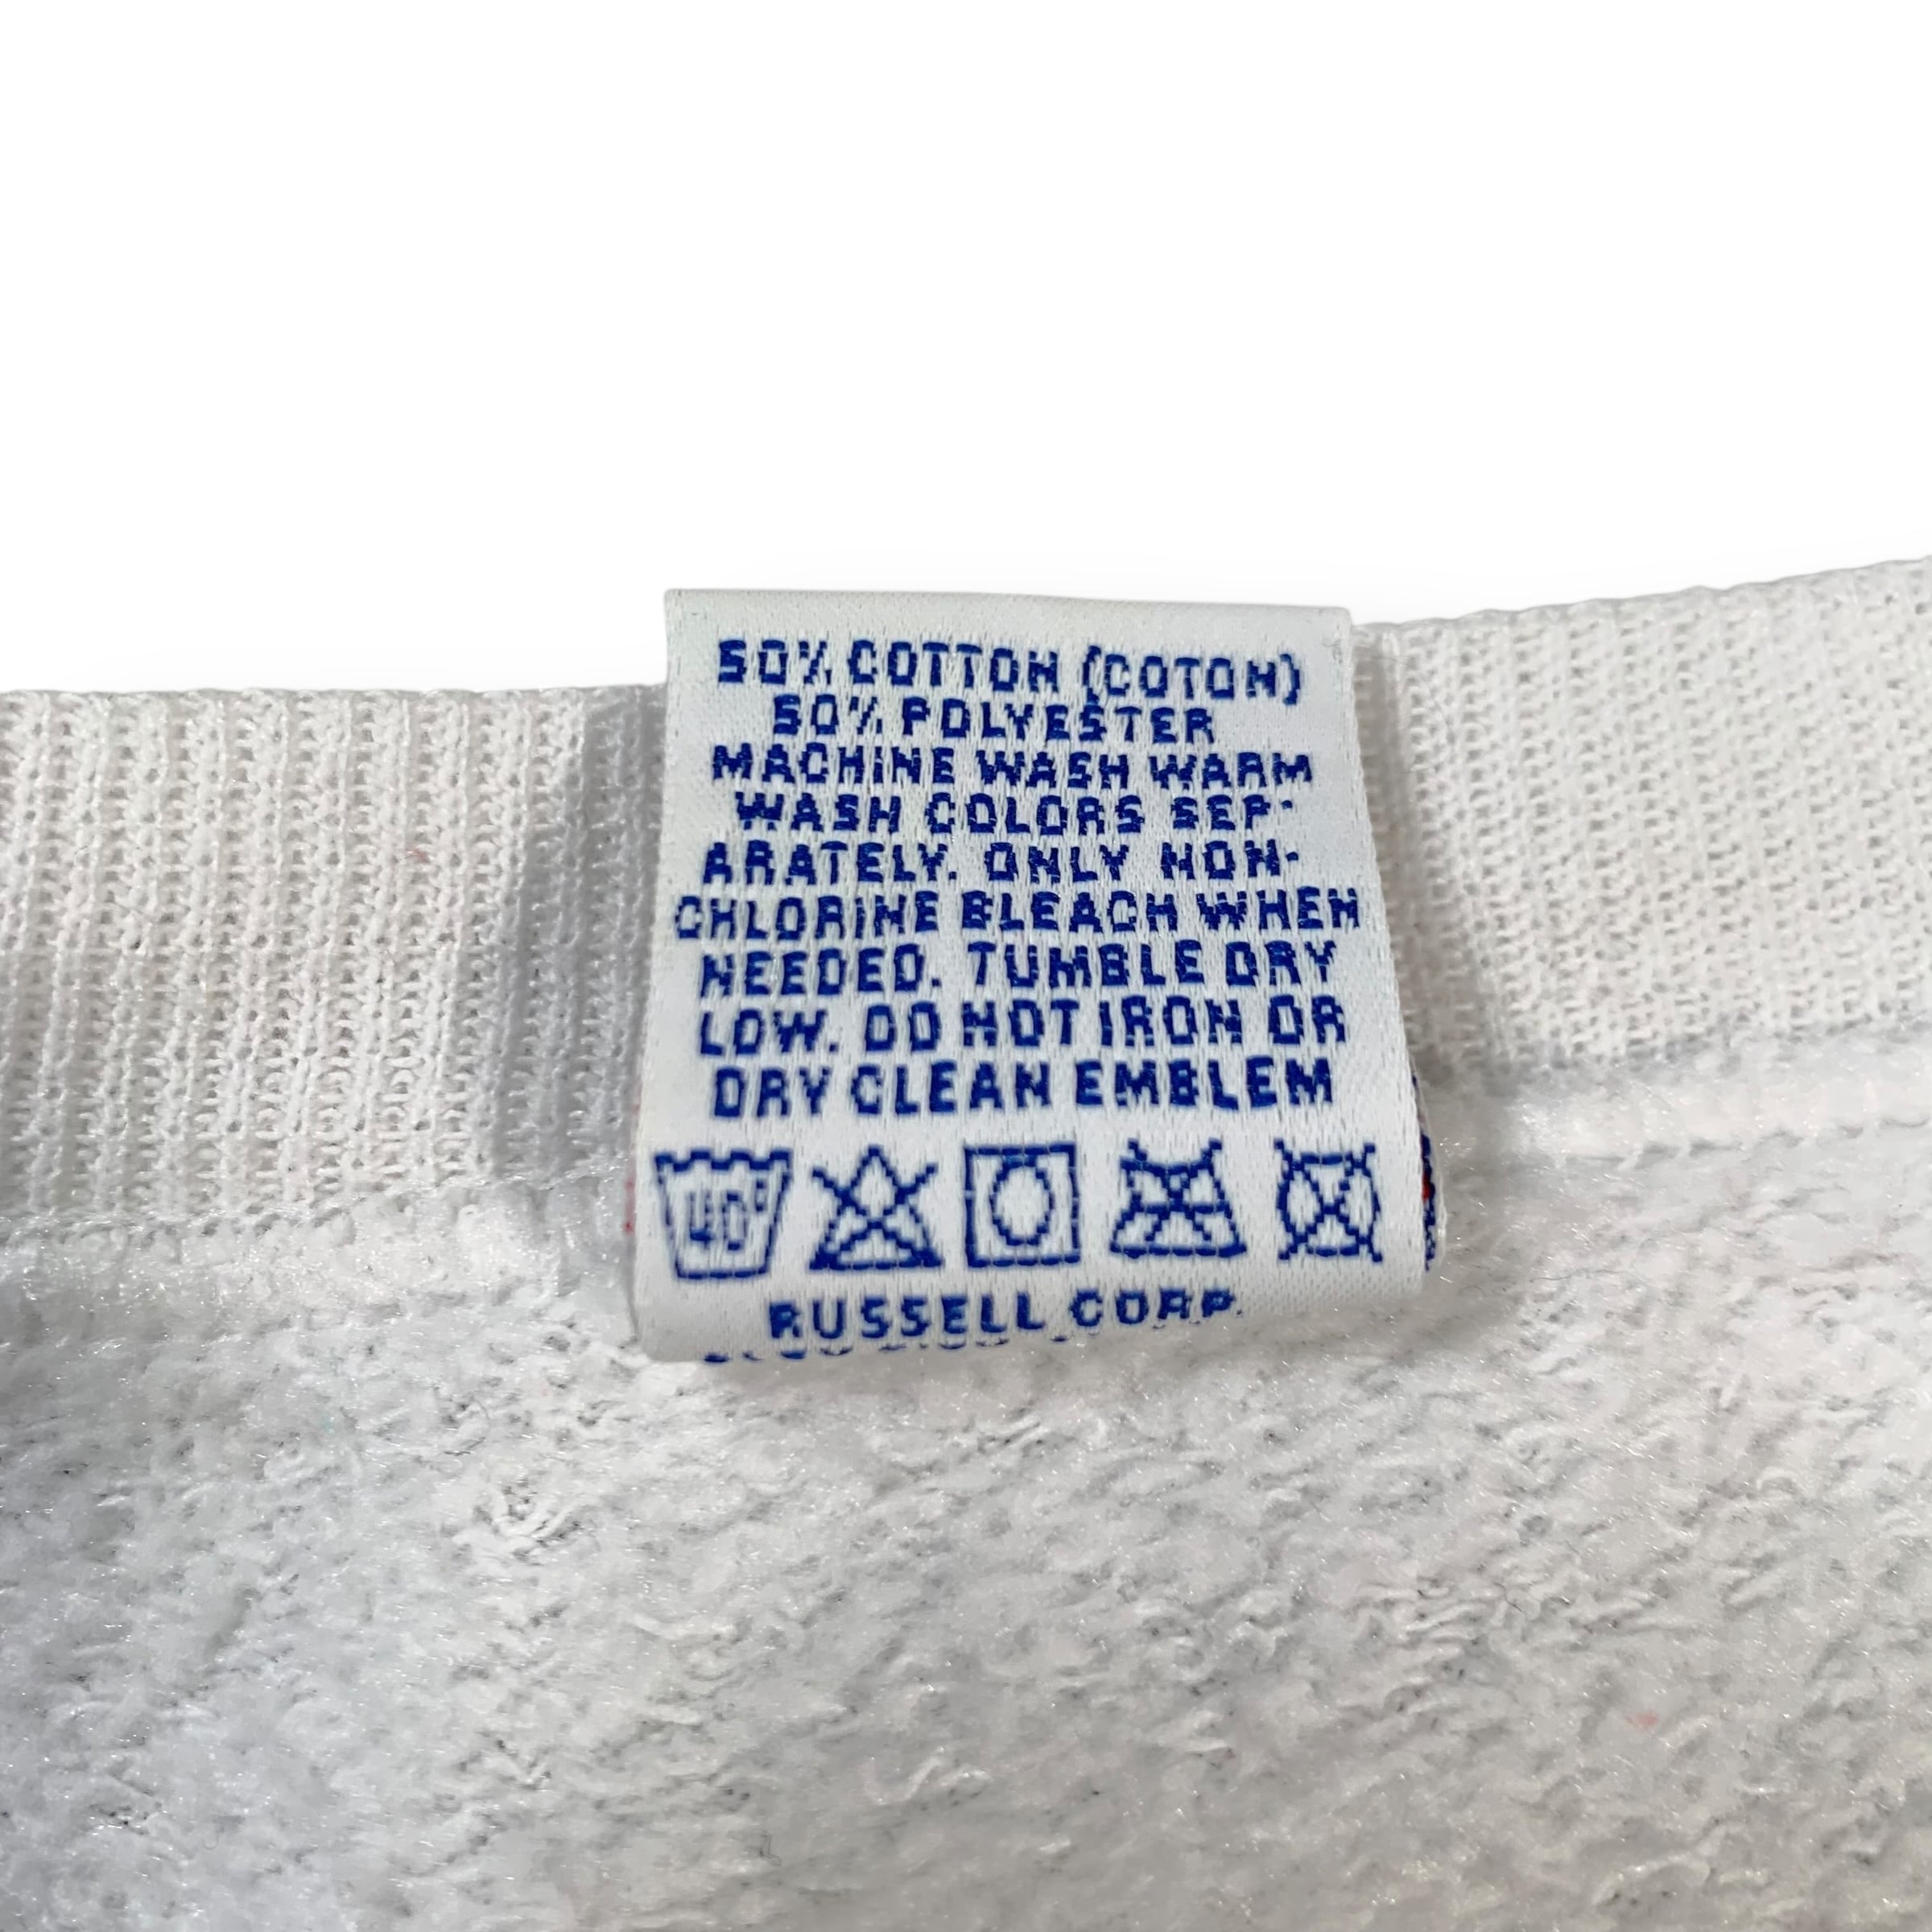 50% COTTON (COTON)
50% POLYESTER
MACHINE WASH WARM
WASH COLORS SEP-
ARATELY. ONLY NON-
CHLORINE BLEACH WHEN
NEEDED. TUMBLE DRY
LOW. DO NOT IRON OR
DRY CLEAN EMBLEM
40°
RUSSELL CORP.